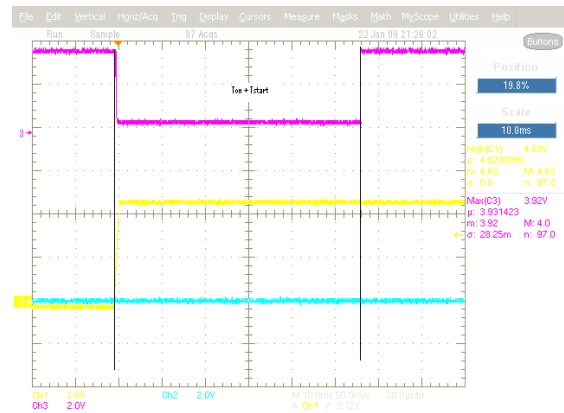 File Edit Vertical Horiz/Acq Trig Display Cursors Measure Masks Math MyScope Utilities Help
Run Sample 97 Acqs 22 Jan 09 21:26:02
Buttons
Position
19.8%
Scale
10.0ms
Ton + Tstart
3
High(C1) 4.63V
µ: 4.6299999
m: 4.63 M: 4.63
σ: 0.0 n: 97.0
Max(C3) 3.92V
µ: 3.931423
m: 3.92 M: 4.0
σ: 28.25m n: 97.0
1
Ch1 2.0V Ch2 2.0V M 10.0ms 50.0kS/s 20.0µs/pt
Ch3 2.0V A Ch1 / 3.12V